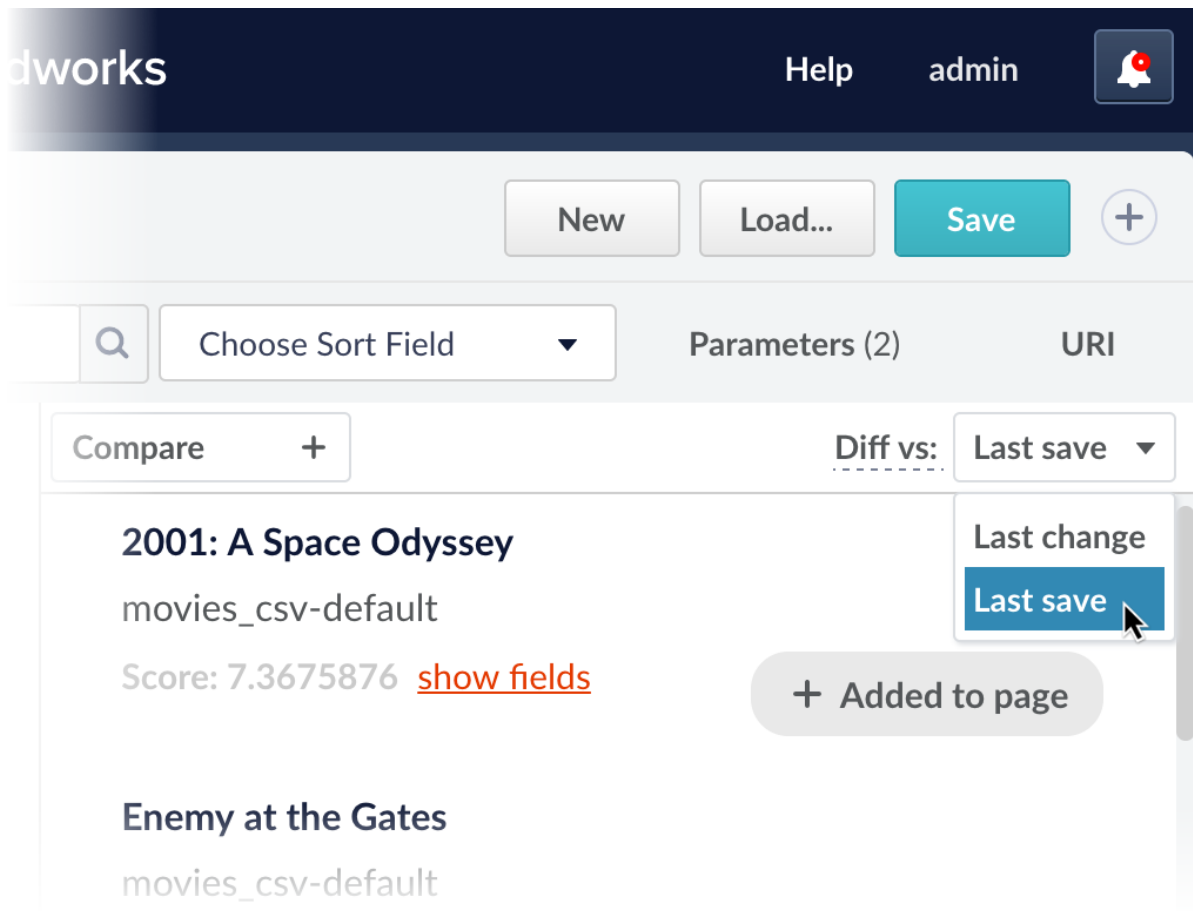 dworks
Help admin
New Load... Save
Choose Sort Field Parameters (2) URI
Compare + Diff vs: Last save
2001: A Space Odyssey
Last change
movies_csv-default
Last save
Score: 7.3675876 show fields
+ Added to page
Enemy at the Gates
movies_csv-default